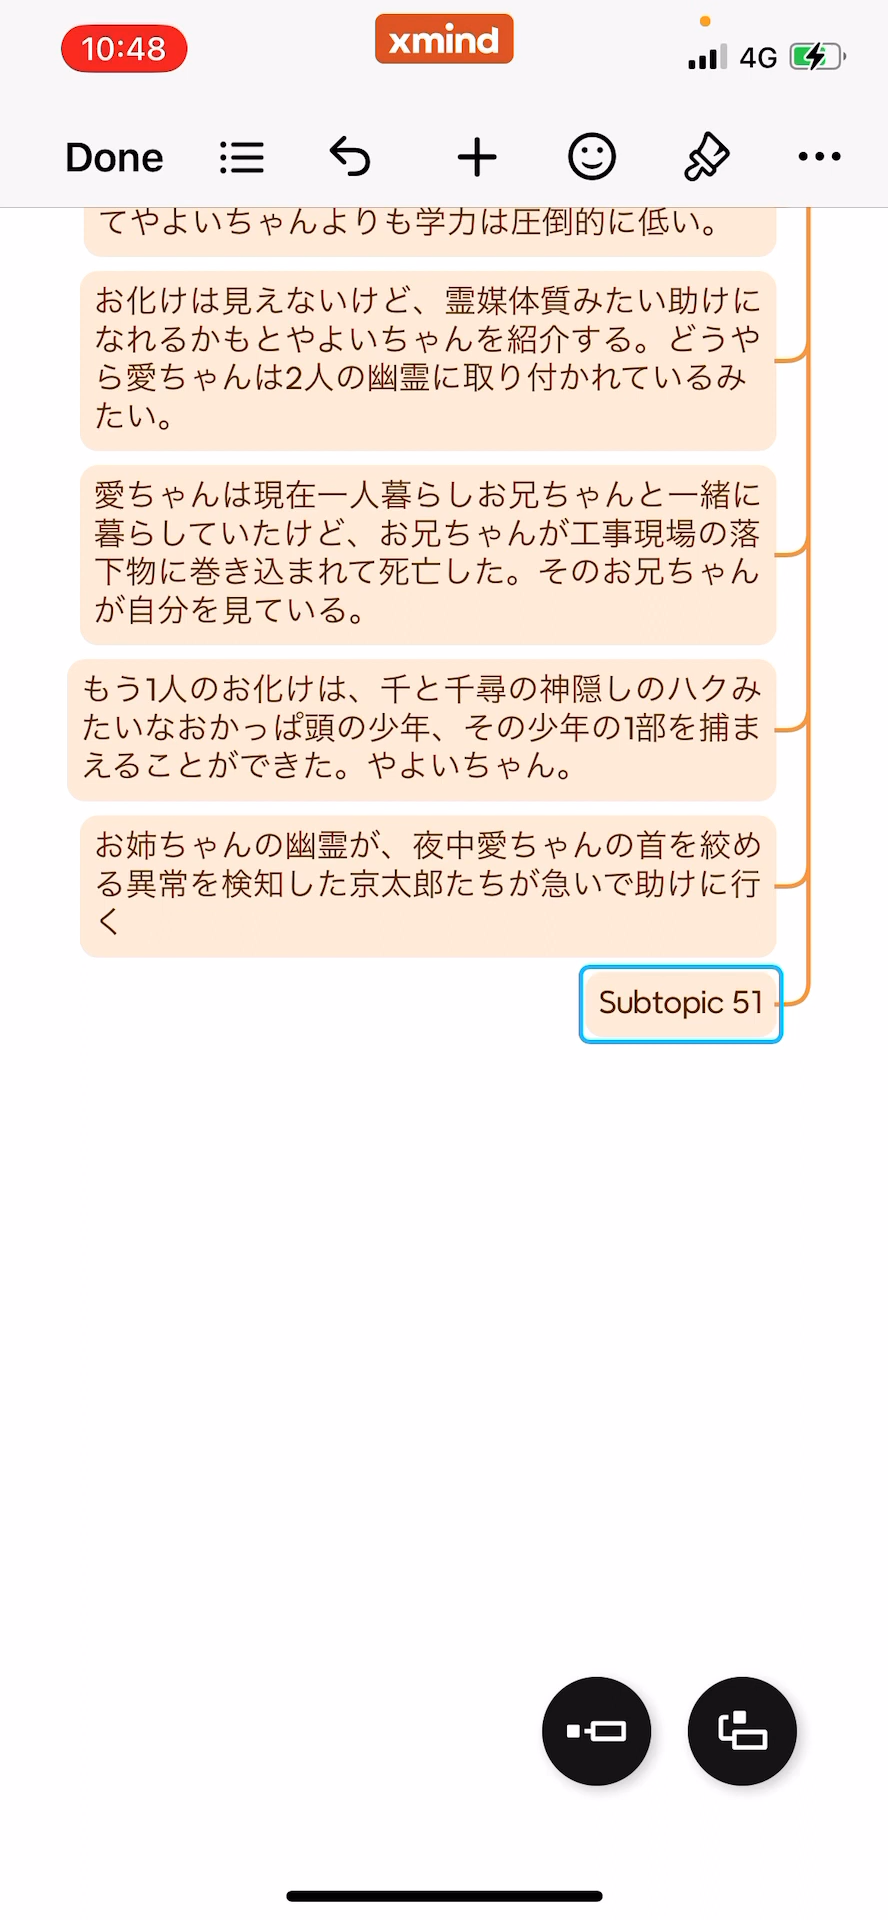 10:48
xmind
4G
Done
てやよいちゃんよりも学力は圧倒的に低い。
お化けは見えないけど、霊媒体質みたい助けに
なれるかもとやよいちゃんを紹介する。どうや
ら愛ちゃんは2人の幽霊に取り付かれているみ
たい。
愛ちゃんは現在一人暮らしお兄ちゃんと一緒に
暮らしていたけど、お兄ちゃんが工事現場の落
下物に巻き込まれて死亡した。そのお兄ちゃん
が自分を見ている。
もう1人のお化けは、千と千尋の神隠しのハクみ
たいなおかっぱ頭の少年、その少年の1部を捕ま
えることができた。やよいちゃん。
お姉ちゃんの幽霊が、夜中愛ちゃんの首を絞め
る異常を検知した京太郎たちが急いで助けに行
く
Subtopic 51